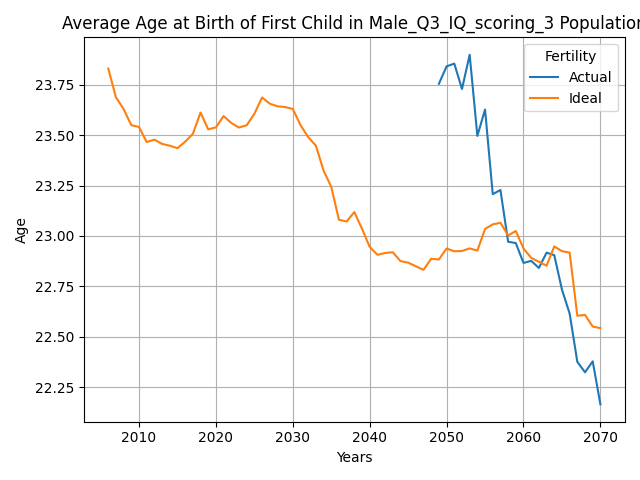 Average Age at Birth of First Child in Male_Q3_IQ_scoring_3 Population
Fertility
Actual
Ideal
Age
23.75
23.50
23.25
23.00
22.75
22.50
22.25
2010 2020 2030 2040 2050 2060 2070
Years